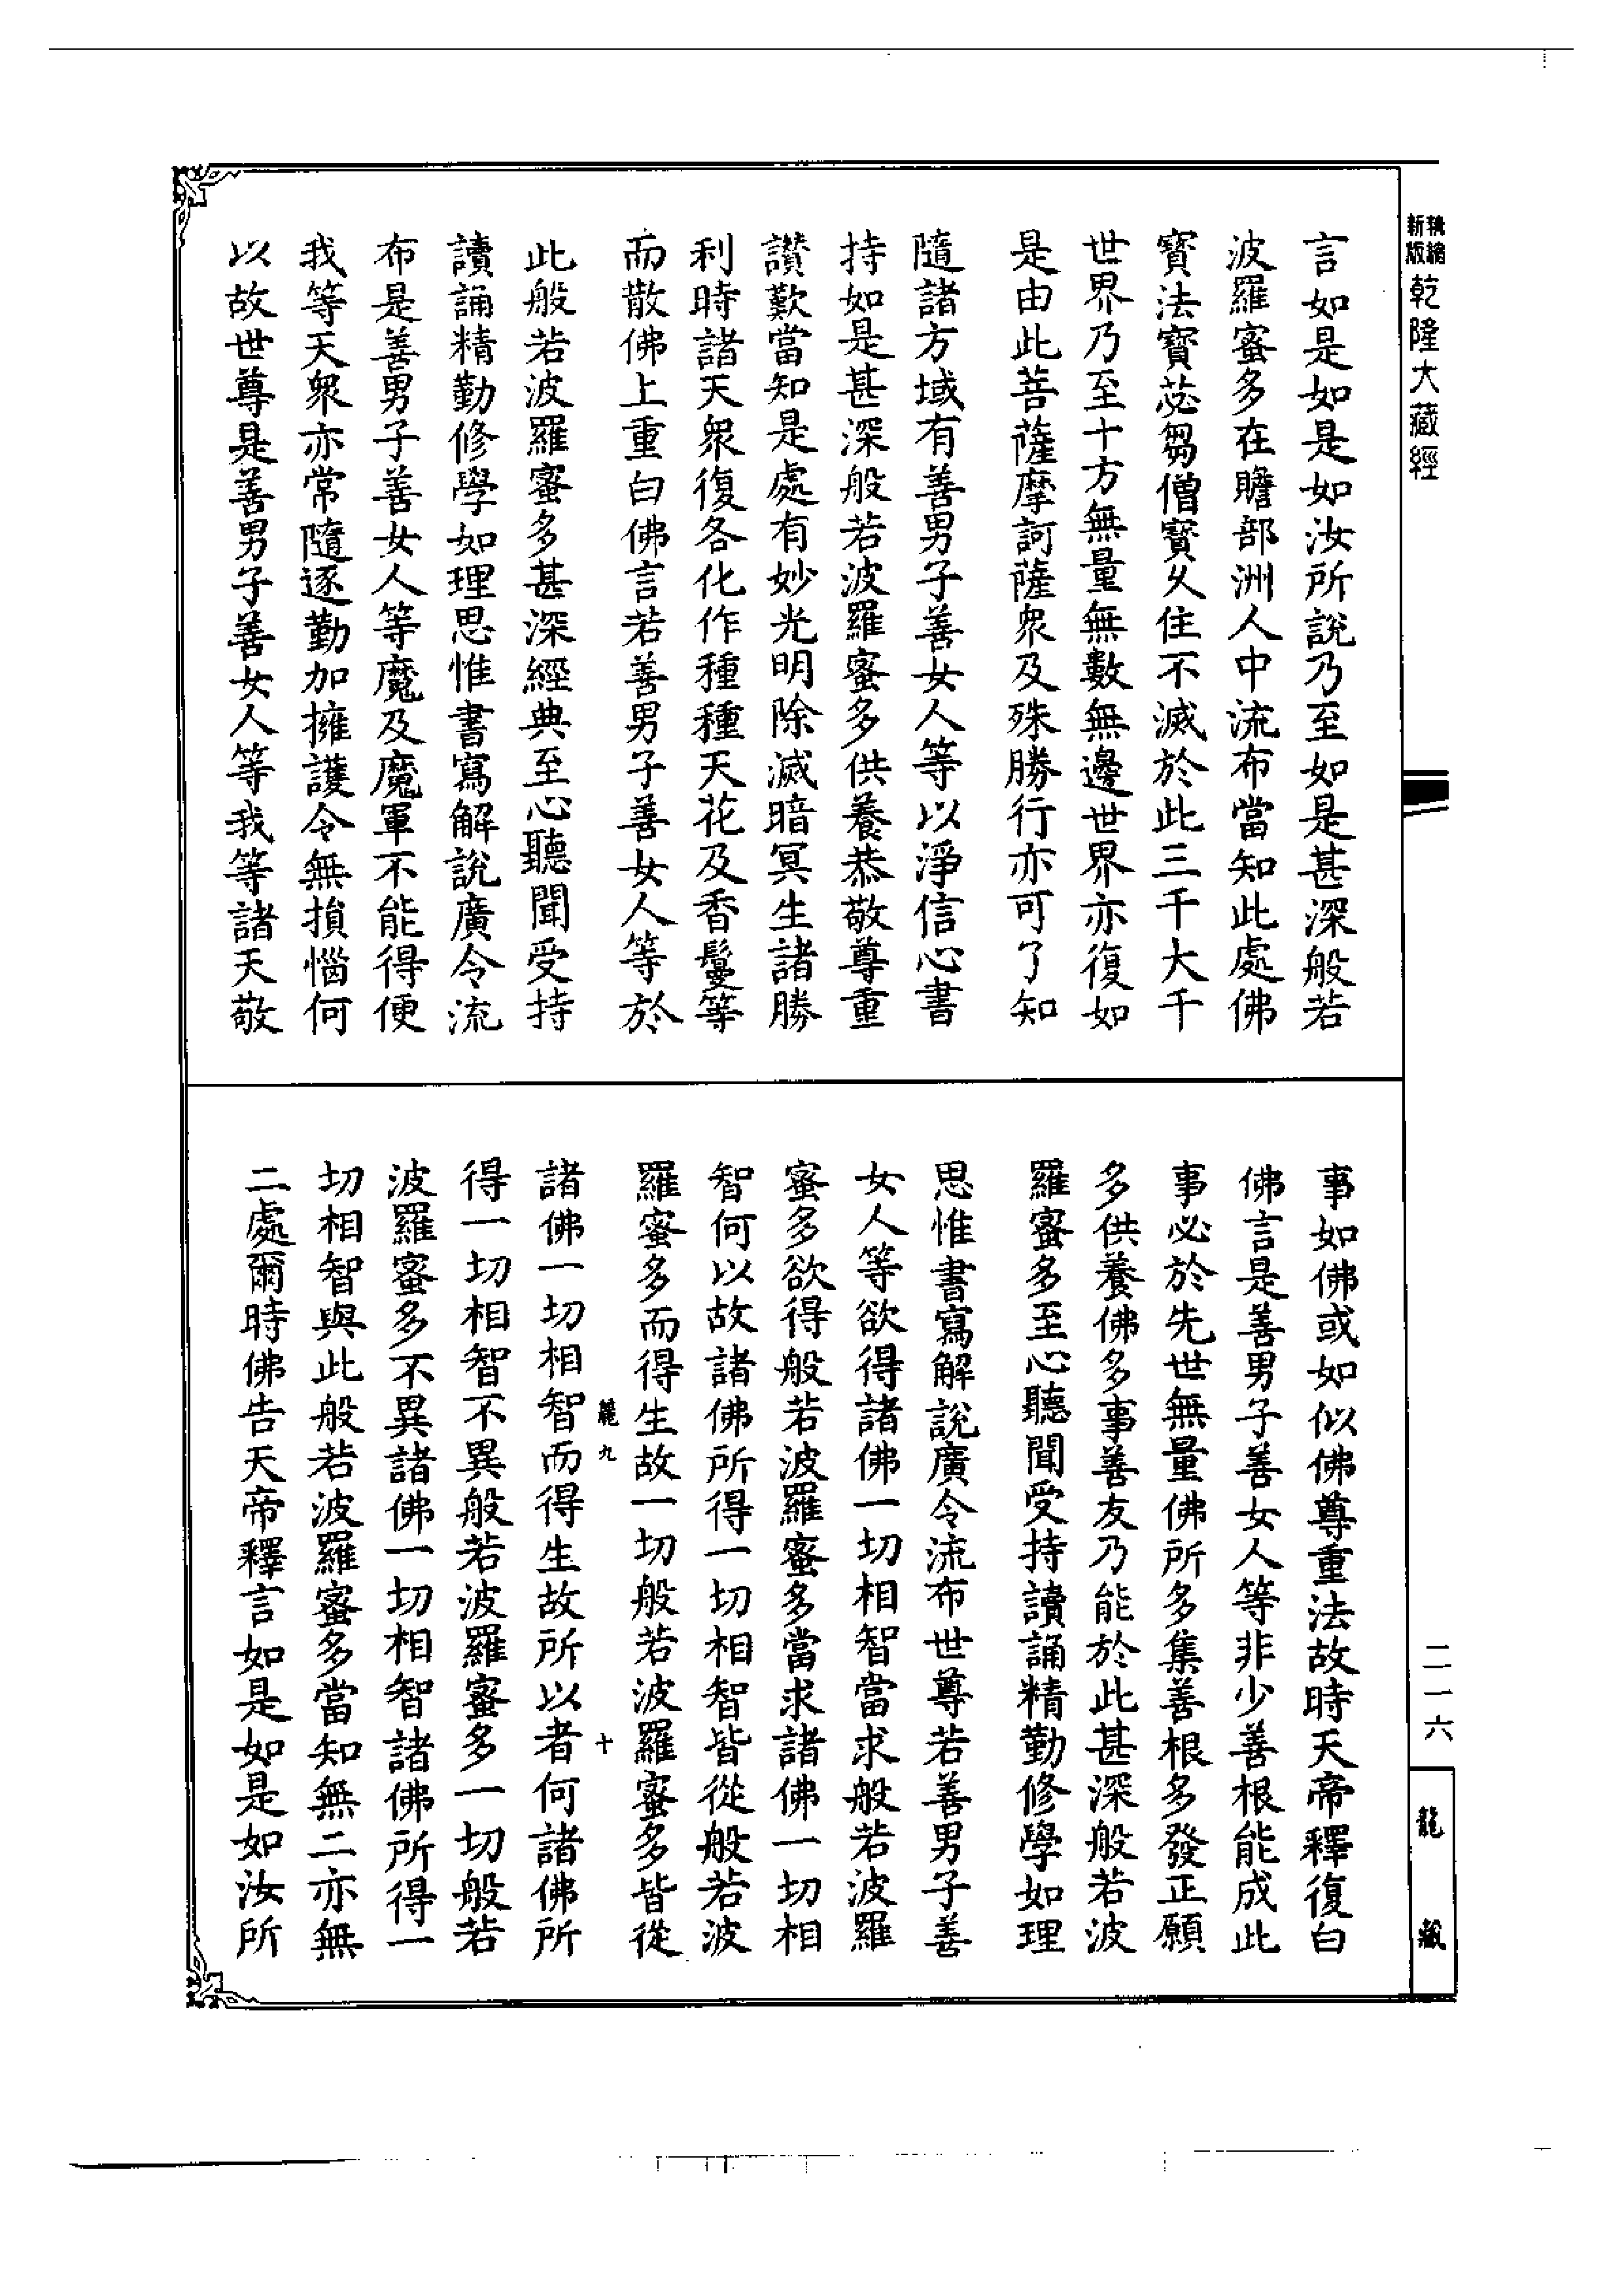 新版 精縮 乾隆大藏經
言如是如是如汝所說乃至如是甚深般若
波羅蜜多在贍部洲人中流布當知此處佛
寶法寶苾芻僧寶久住不滅於此三千大千
世界乃至十方無量無數無邊世界亦復如
是由此菩薩摩訶薩衆及殊勝行亦可了知
隨諸方域有善男子善女人等以淨信心書
持如是甚深般若波羅蜜多供養恭敬尊重
讃歎當知是處有妙光明除滅暗冥生諸勝
利時諸天衆復各化作種種天花及香鬘等
而散佛上重白佛言若善男子善女人等於
此般若波羅蜜多甚深經典至心聽聞受持
讀誦精勤修學如理思惟書寫解說廣令流
布是善男子善女人等魔及魔軍不能得便
我等天衆亦常隨逐勤加擁護令無損惱何
以故世尊是善男子善女人等我等諸天敬
事如佛或如似佛尊重法故時天帝釋復白
佛言是善男子善女人等非少善根能成此
事必於先世無量佛所多集善根多發正願
多供養佛多事善友乃能於此甚深般若波
羅蜜多至心聽聞受持讀誦精勤修學如理
思惟書寫解說廣令流布世尊若善男子善
女人等欲得諸佛一切相智當求般若波羅
蜜多欲得般若波羅蜜多當求諸佛一切相
智何以故諸佛所得一切相智皆從般若波
羅蜜多而得生故一切般若波羅蜜多皆從
九 十
諸佛一切相智而得生故所以者何諸佛所
得一切相智不異般若波羅蜜多一切般若
波羅蜜多不異諸佛一切相智諸佛所得一
切相智與此般若波羅蜜多當知無二亦無
二處爾時佛告天帝釋言如是如是如汝所
二一六
龍藏